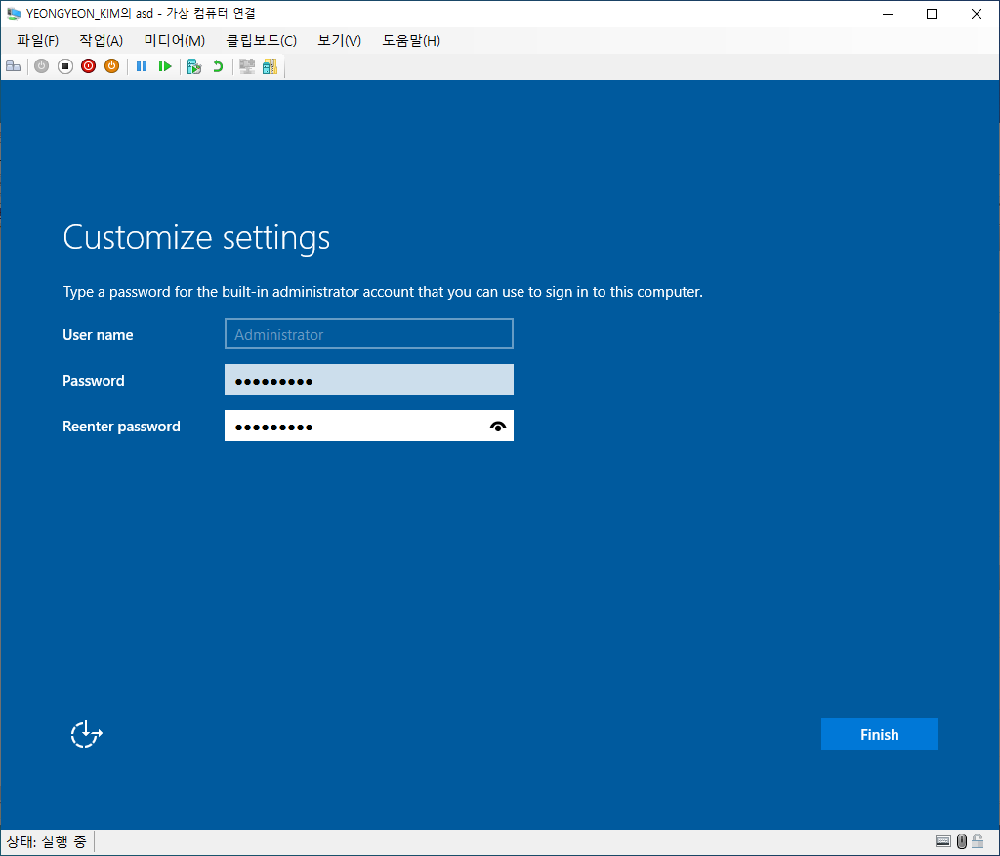 YEONGYEON_KIM의 asd - 가상 컴퓨터 연결
파일(F) 작업(A) 미디어(M) 클립보드(C) 보기(V) 도움말(H)
Customize settings
Type a password for the built-in administrator account that you can use to sign in to this computer.
User name Administrator
Password ●●●●●●●●●
Reenter password ●●●●●●●●●
Finish
상태: 실행 중